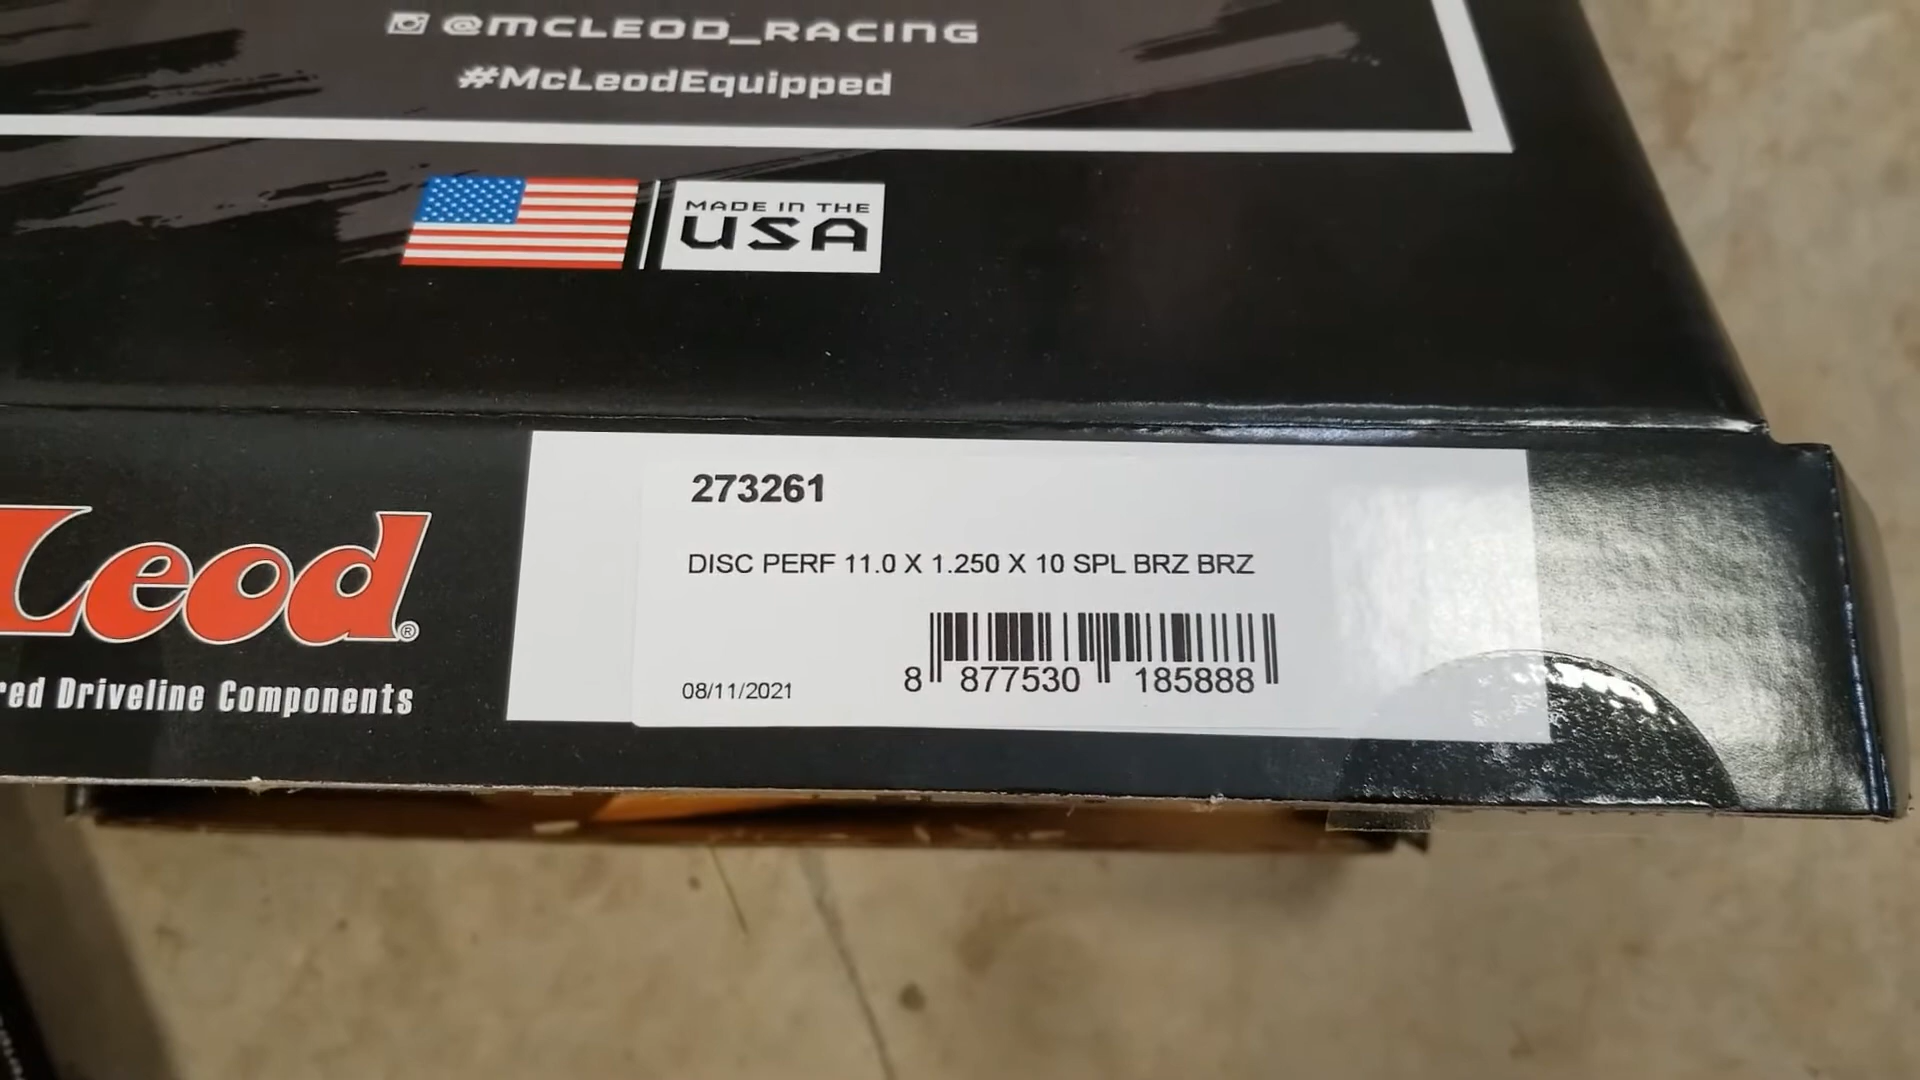 @MCLEOD_RACING
#McLeodEquipped
MADE IN THE
USA
273261
DISC PERF 11.0 X 1.250 X 10 SPL BRZ BRZ
Leod®
red Driveline Components
08/11/2021
8 877530 185888